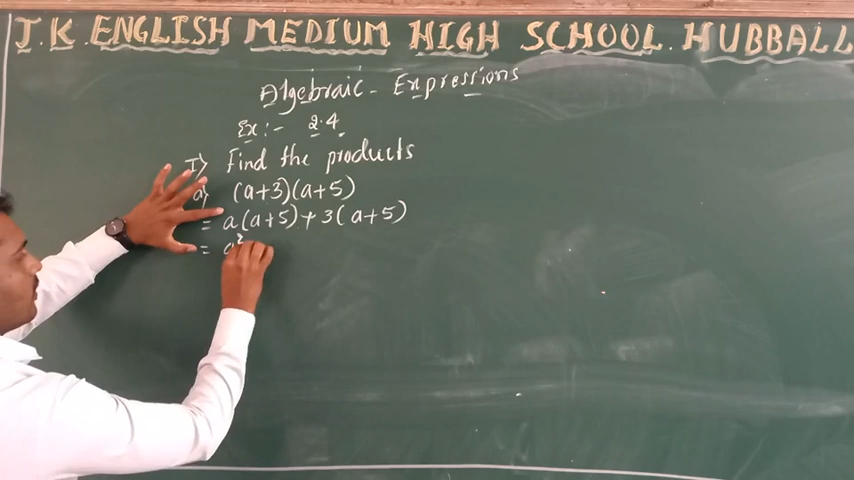 J.K ENGLISH MEDIUM HIGH SCHOOL. HUBBALL
Algebraic - Expressions
Ex:- 2.4.
I) Find the products
a) (a+3)(a+5)
= a(a+5)+3(a+5)
= a²